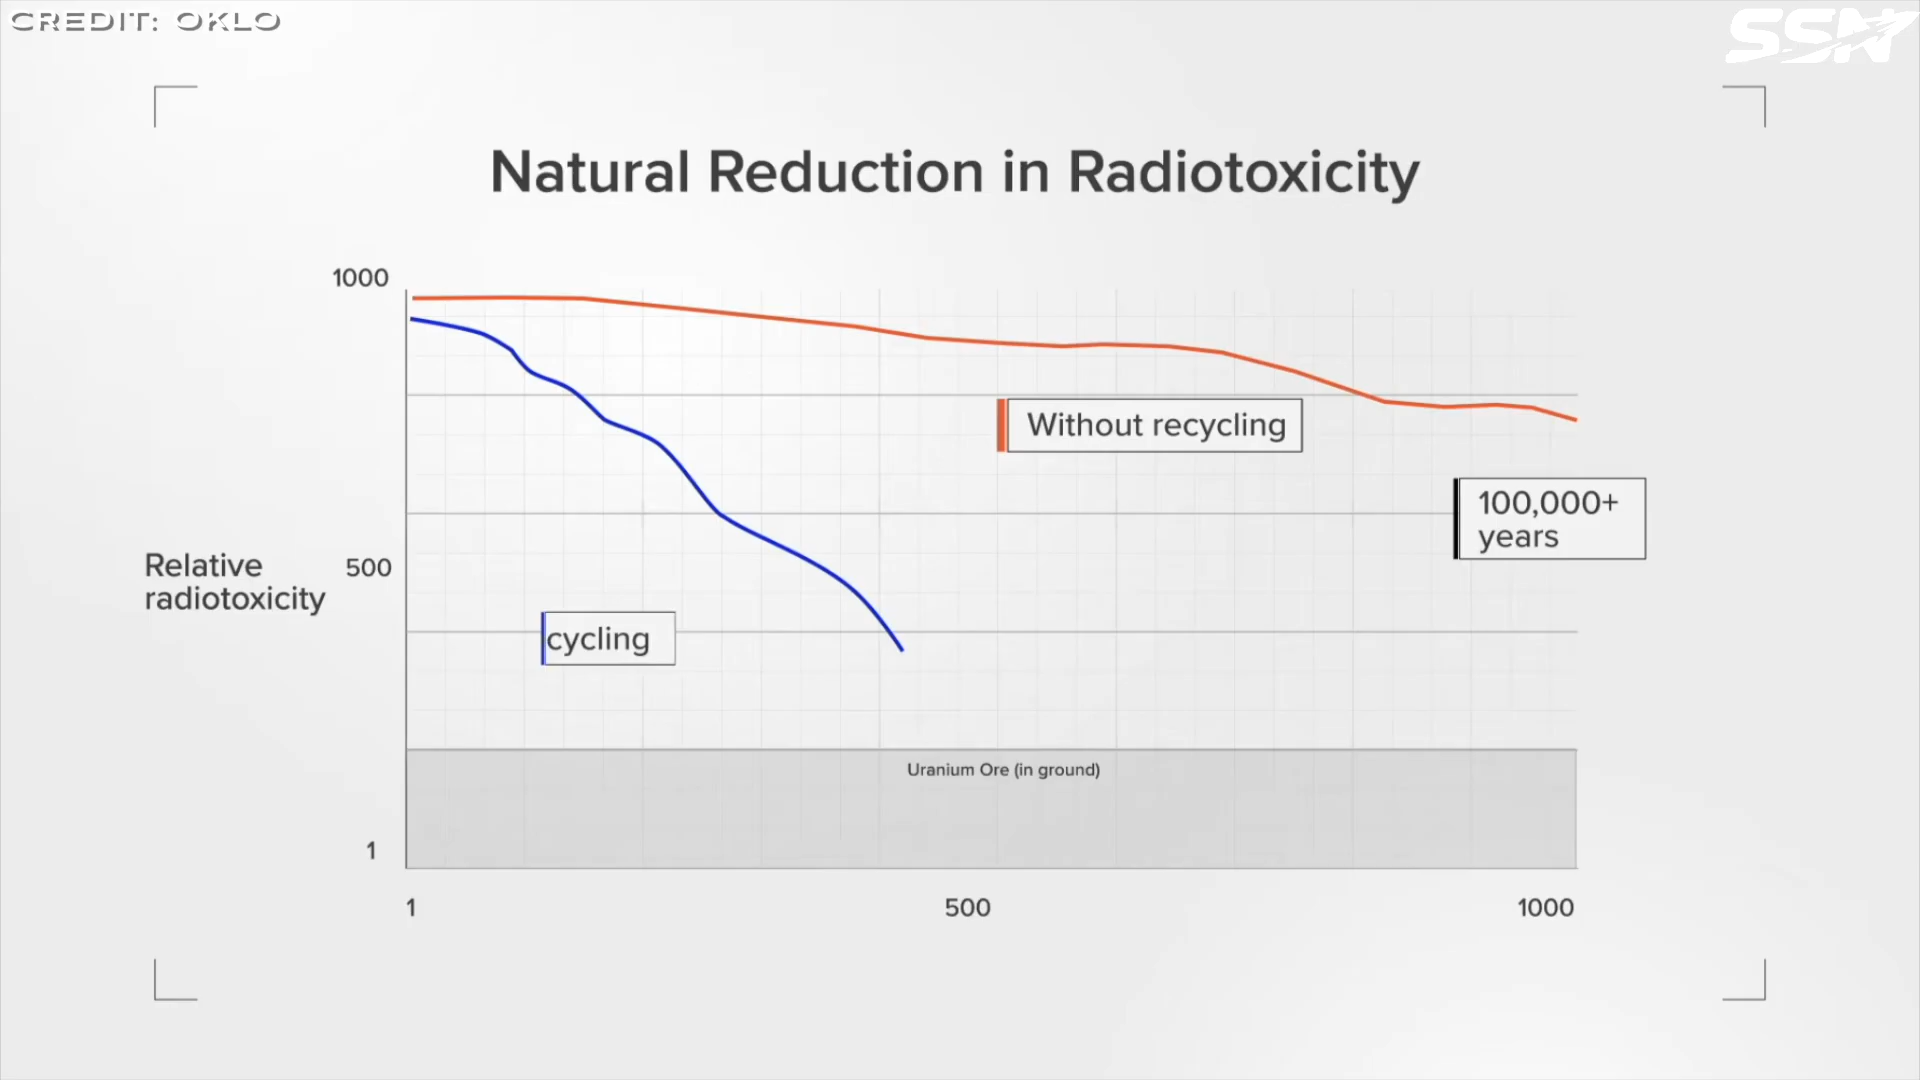 CREDIT: OKLO
SSN
Natural Reduction in Radiotoxicity
1000
Without recycling
100,000+
years
Relative
radiotoxicity
500
cycling
Uranium Ore (in ground)
1
1
500
1000